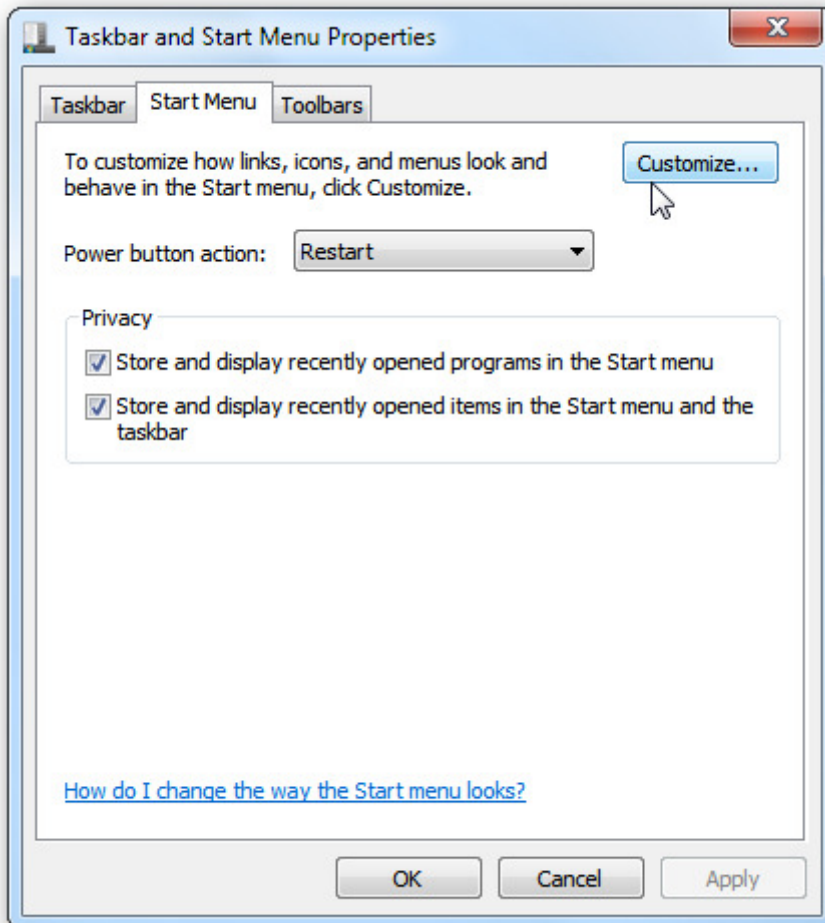 Taskbar and Start Menu Properties
Taskbar
Start Menu
Toolbars
To customize how links, icons, and menus look and
behave in the Start menu, click Customize.
Customize...
Power button action:
Restart
Privacy
Store and display recently opened programs in the Start menu
Store and display recently opened items in the Start menu and the
taskbar
How do I change the way the Start menu looks?
OK
Cancel
Apply